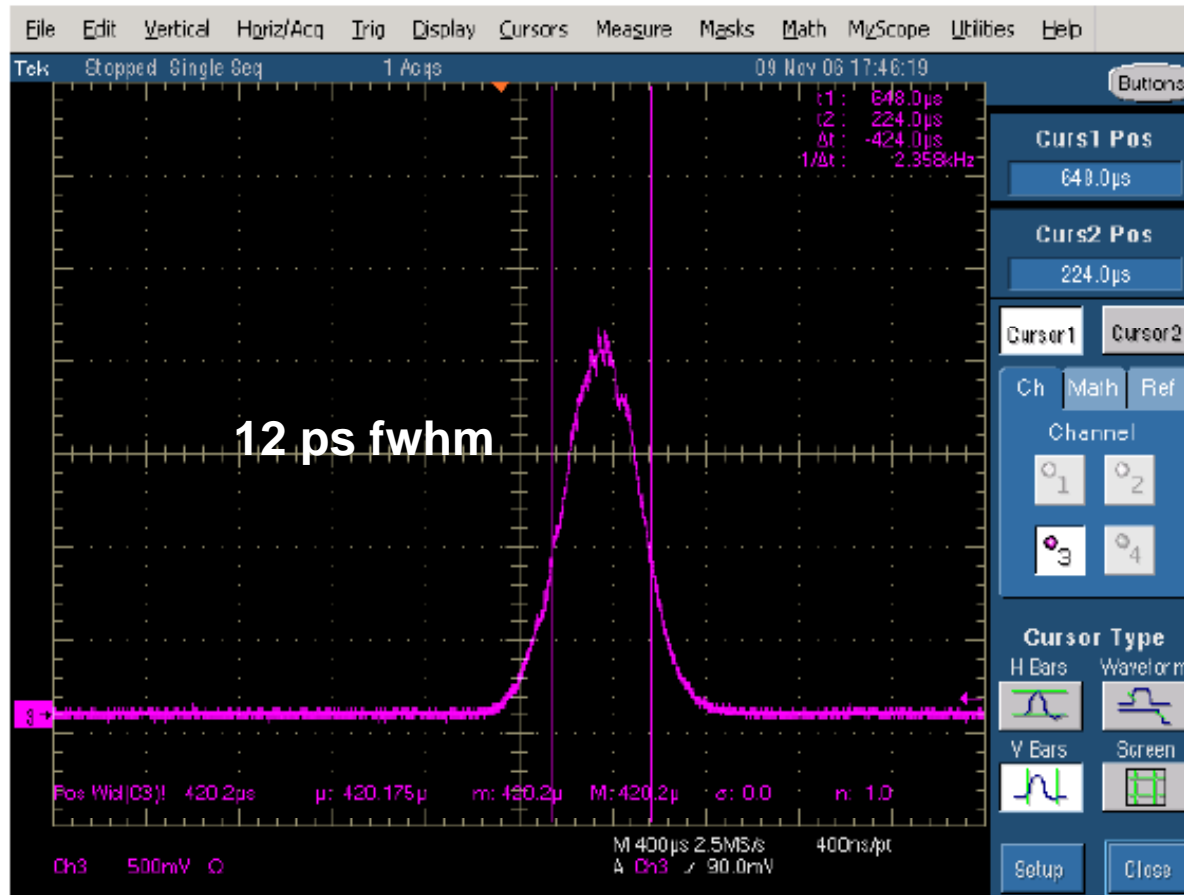 File Edit Vertical Horiz/Acq Trig Display Cursors Measure Masks Math MyScope Utilities Help
Tek Stopped Single Seq 1 Acqs 09 Nov 06 17:46:19
Buttons
t1: 648.0µs
t2: 224.0µs
Δt: -424.0µs
1/Δt: 2.358kHz
Curs1 Pos
648.0µs
Curs2 Pos
224.0µs
Cursor1 Cursor2
Ch Math Ref
Channel
1 2
3 4
12 ps fwhm
Cursor Type
H Bars Waveform
V Bars Screen
3
Pos Wid(C3)! 420.2µs µ: 420.175µ m: 420.2µ M: 420.2µ σ: 0.0 n: 1.0
Ch3 500mV Ω
M 400µs 2.5MS/s 400ns/pt
A Ch3 / 90.0mV
Setup Close